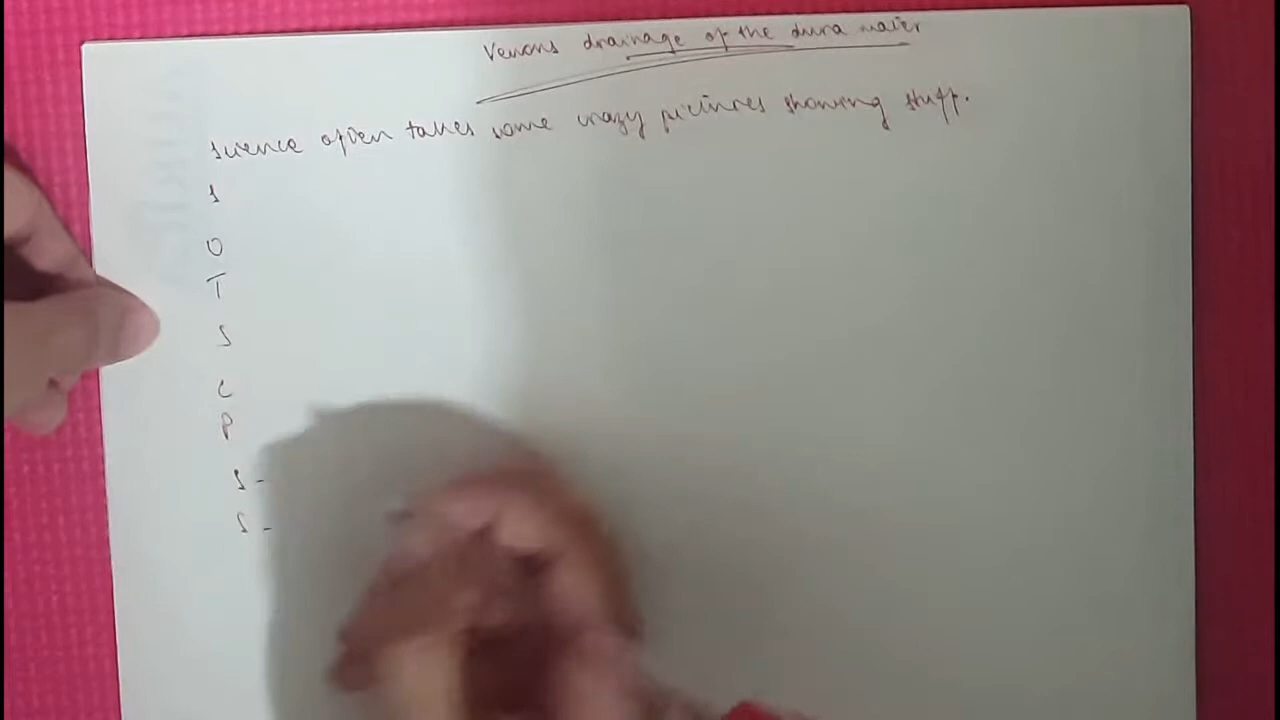 Venous drainage of the dura mater
science often takes some crazy pictures showing stuff.
S
O
T
S
C
P
S -
S -